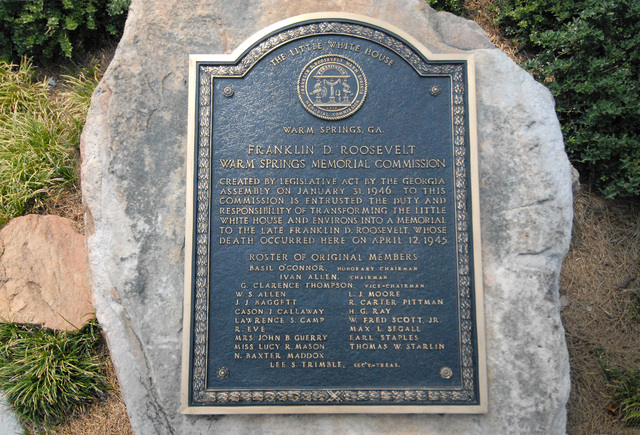 THE LITTLE WHITE HOUSE
WARM SPRINGS, GA.
FRANKLIN D. ROOSEVELT
WARM SPRINGS MEMORIAL COMMISSION
CREATED BY LEGISLATIVE ACT BY THE GEORGIA
ASSEMBLY ON JANUARY 31, 1946. TO THIS
COMMISSION IS ENTRUSTED THE DUTY AND
RESPONSIBILITY OF TRANSFORMING THE LITTLE
WHITE HOUSE AND ENVIRONS INTO A MEMORIAL
TO THE LATE FRANKLIN D. ROOSEVELT, WHOSE
DEATH OCCURRED HERE ON APRIL 12, 1945.
ROSTER OF ORIGINAL MEMBERS
BASIL O'CONNOR, HONORARY CHAIRMAN
IVAN ALLEN, CHAIRMAN
G. CLARENCE THOMPSON, VICE-CHAIRMAN
W. S. ALLEN L. J. MOORE
J. J. BAGGETT R. CARTER PITTMAN
CASON J. CALLAWAY H. G. RAY
LAWRENCE S. CAMP W. FRED SCOTT, JR.
R. EVE MAX L. SEGALL
MRS. JOHN B. GUERRY EARL STAPLES
MISS LUCY R. MASON THOMAS W. STARLIN
N. BAXTER MADDOX
LEE S. TRIMBLE, SEC'Y-TREAS.